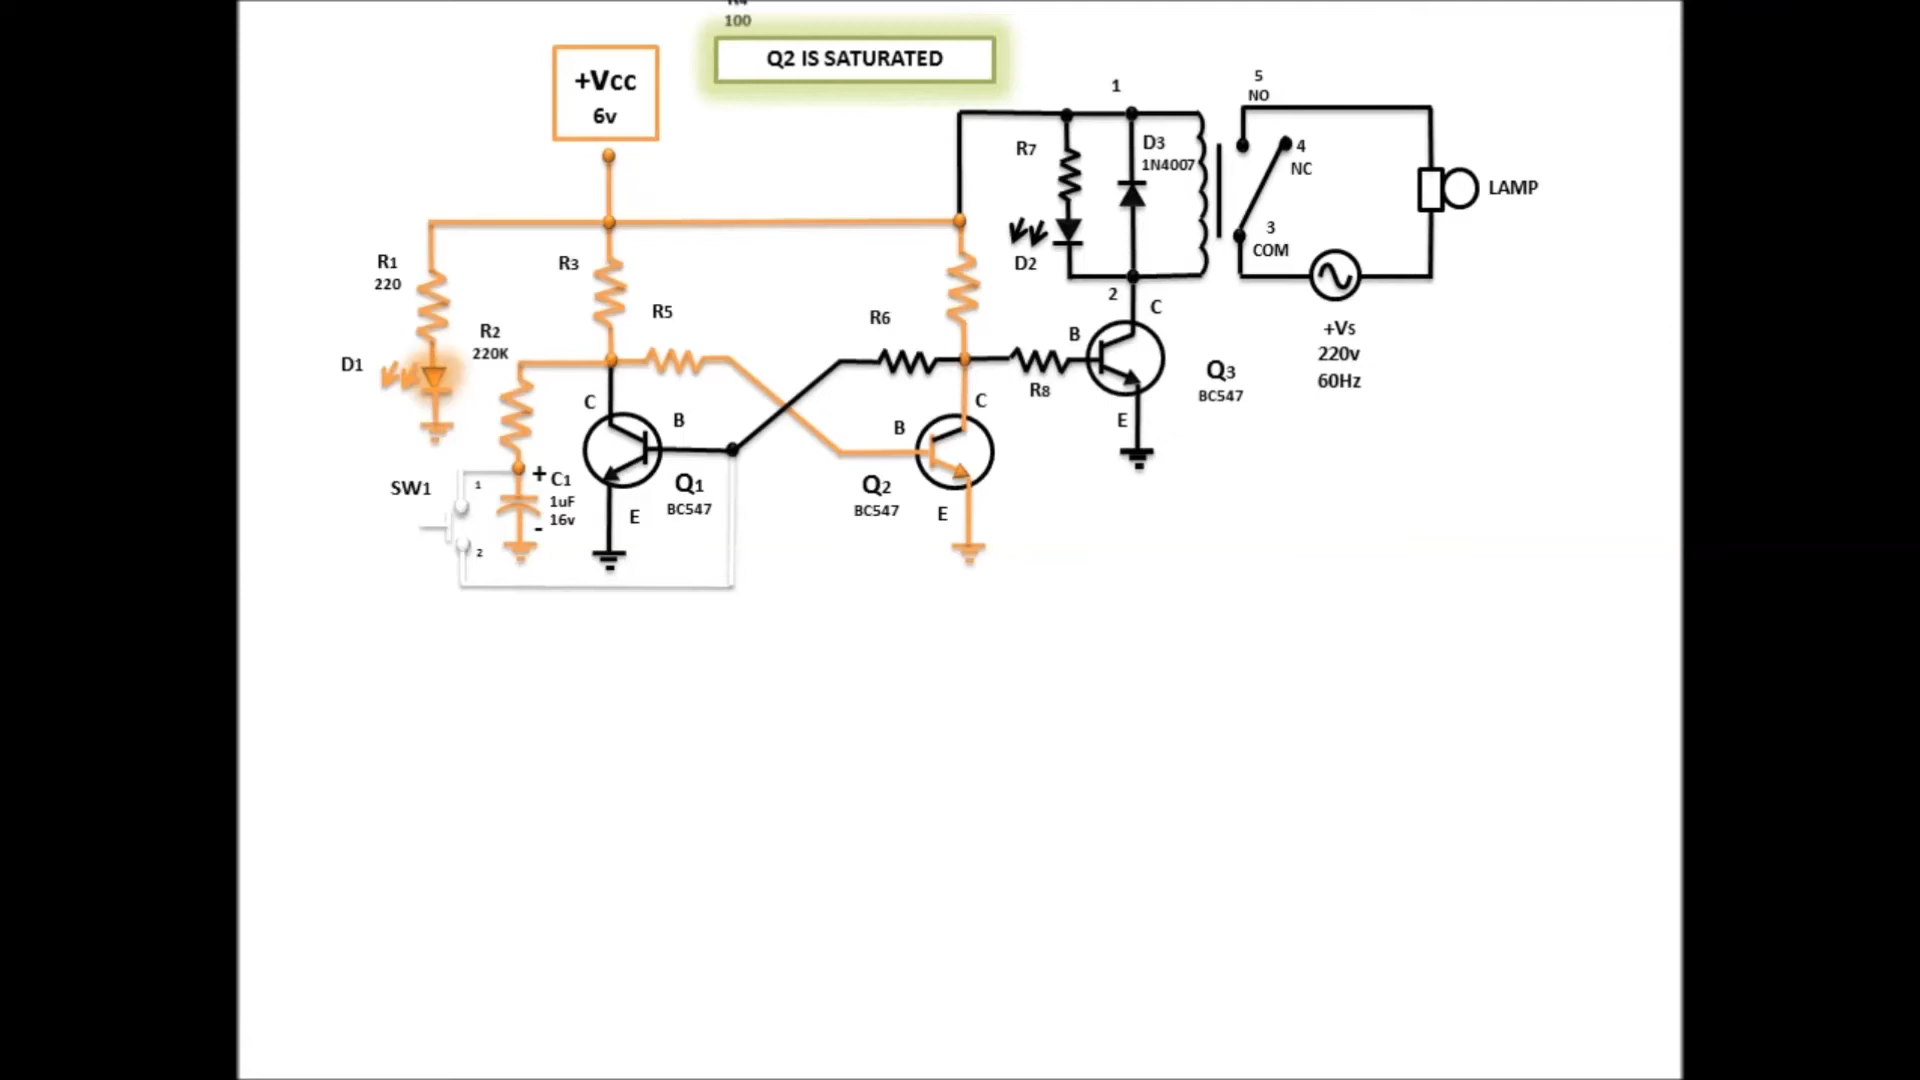 R4
100
Q2 IS SATURATED
+Vcc
6v
1
5
NO
R7
D3
1N4007
4
NC
LAMP
3
COM
D2
2
C
R1
220
R3
R5
R6
B
+Vs
220v
60Hz
R2
220K
D1
Q3
BC547
R8
C
B
C
B
E
SW1
1
+
C1
1uF
16v
-
2
Q1
BC547
E
Q2
BC547
E